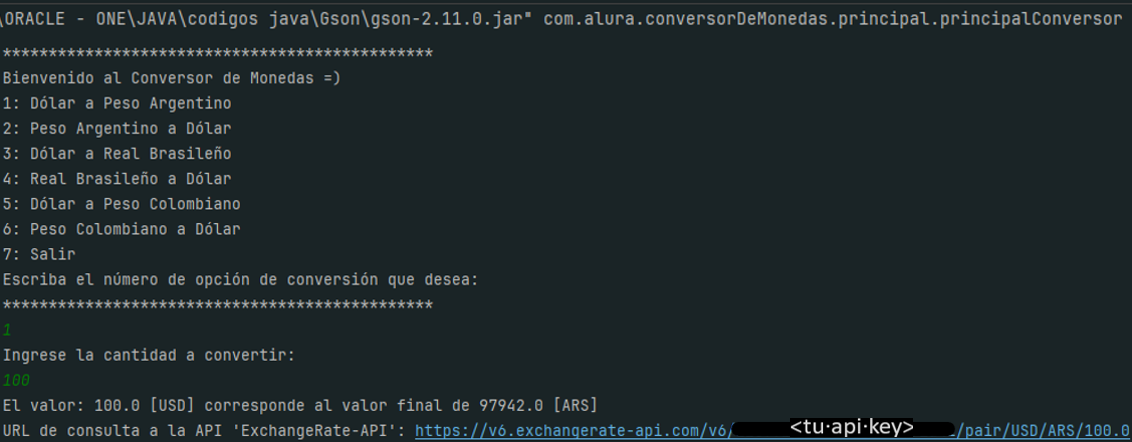 \ORACLE - ONE\JAVA\codigos java\Gson\gson-2.11.0.jar" com.alura.conversorDeMonedas.principal.principalConversor
***********************************************
Bienvenido al Conversor de Monedas =)
1: Dólar a Peso Argentino
2: Peso Argentino a Dólar
3: Dólar a Real Brasileño
4: Real Brasileño a Dólar
5: Dólar a Peso Colombiano
6: Peso Colombiano a Dólar
7: Salir
Escriba el número de opción de conversión que desea:
***********************************************
1
Ingrese la cantidad a convertir:
100
El valor: 100.0 [USD] corresponde al valor final de 97942.0 [ARS]
URL de consulta a la API 'ExchangeRate-API': https://v6.exchangerate-api.com/v6/<tu·api·key>/pair/USD/ARS/100.0